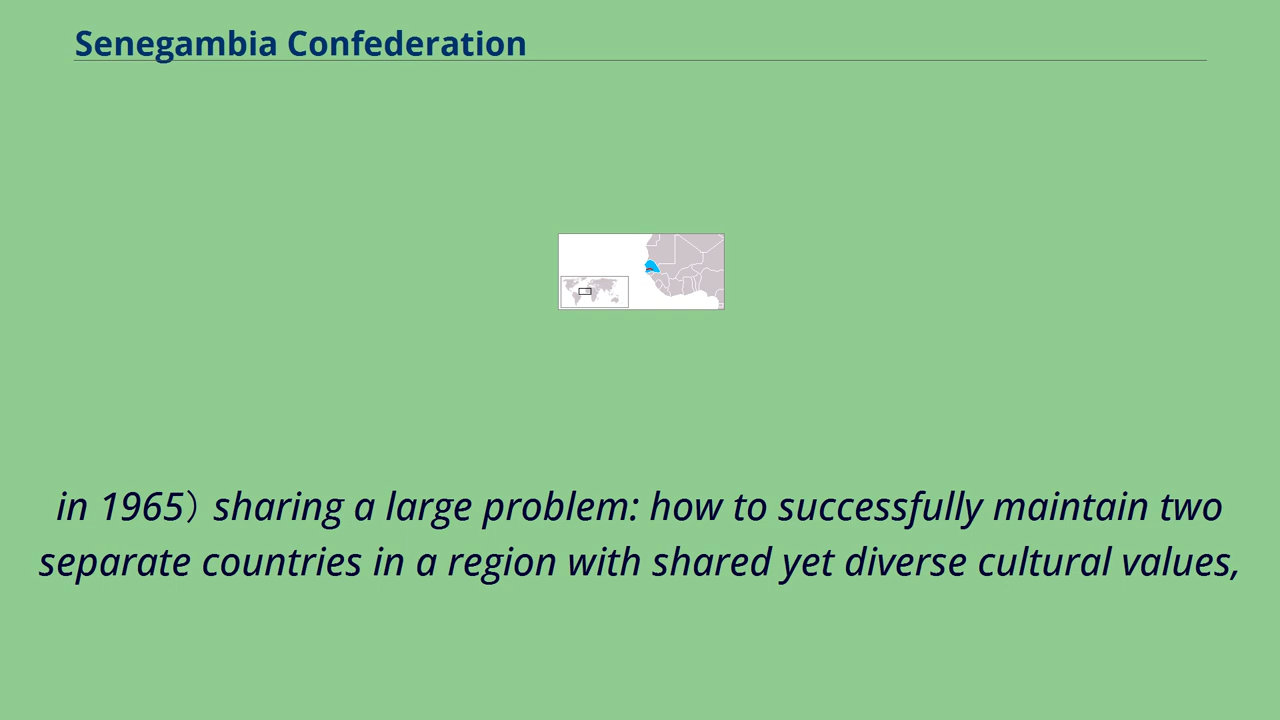 Senegambia Confederation
in 1965) sharing a large problem: how to successfully maintain two
separate countries in a region with shared yet diverse cultural values,